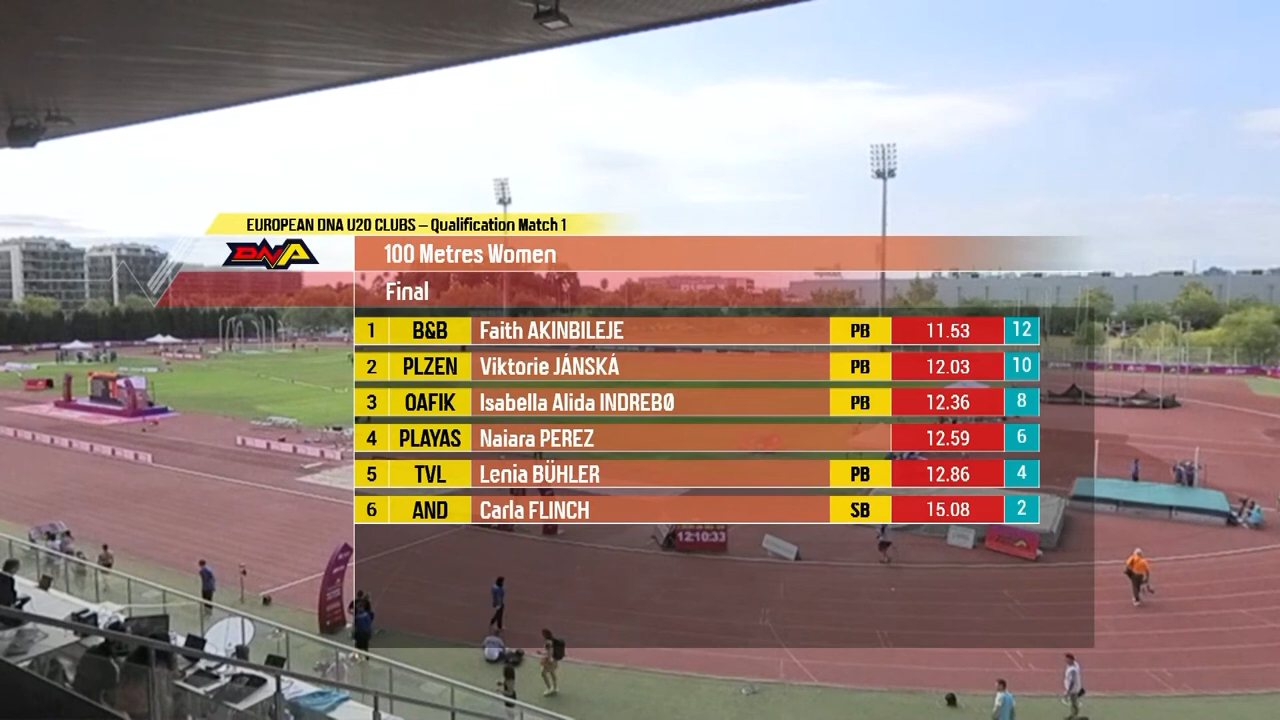 EUROPEAN DNA U20 CLUBS – Qualification Match 1
DNA
100 Metres Women
Final
1 B&B Faith AKINBILEJE PB 11.53 12
2 PLZEN Viktorie JÁNSKÁ PB 12.03 10
3 OAFIK Isabella Alida INDREBØ PB 12.36 8
4 PLAYAS Naiara PEREZ 12.59 6
5 TVL Lenia BÜHLER PB 12.86 4
6 AND Carla FLINCH SB 15.08 2
12:10:33